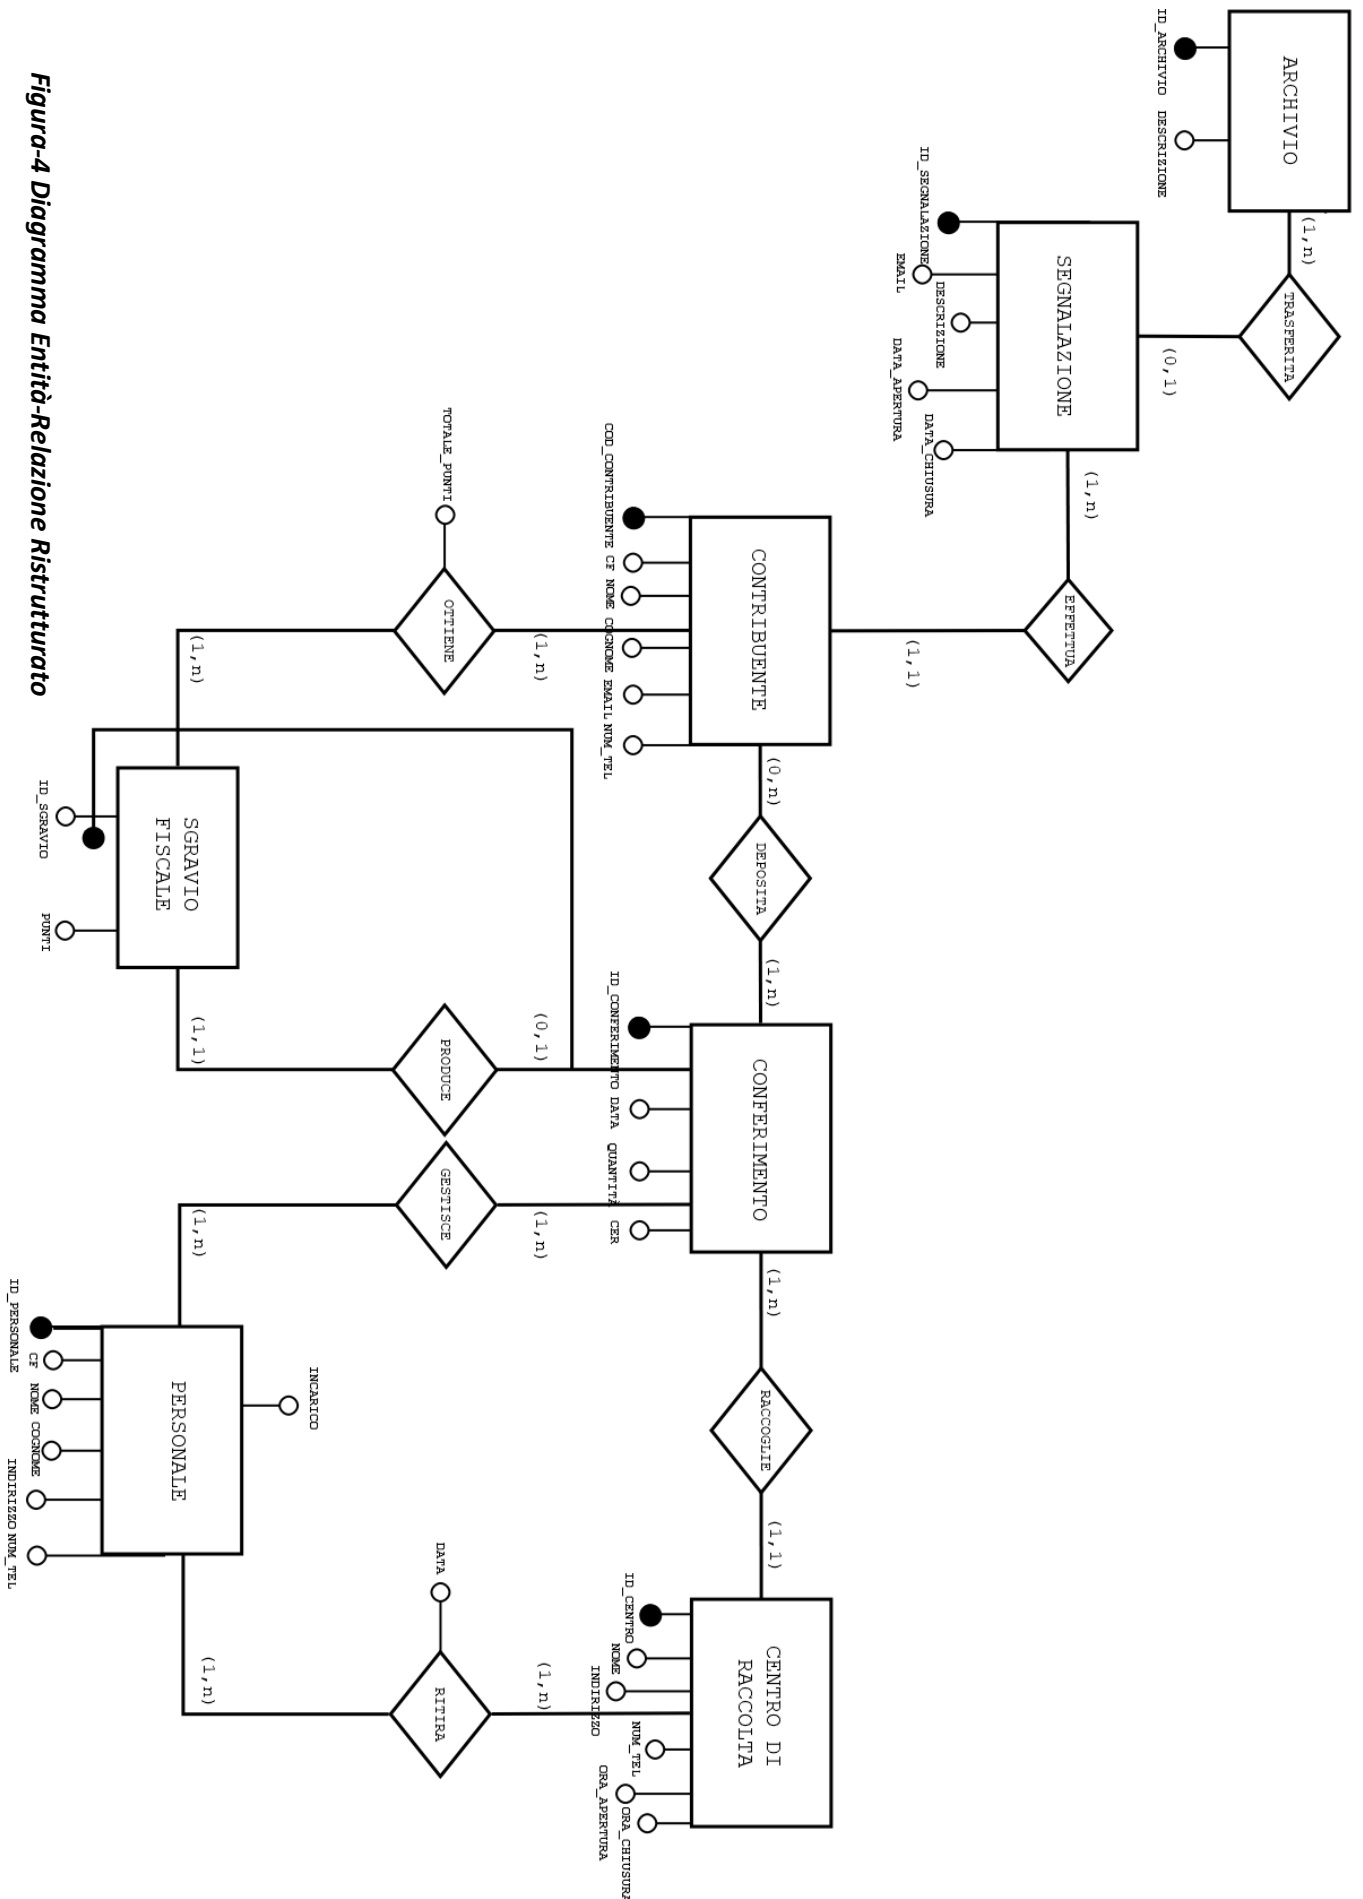 ARCHIVIO
ID_ARCHIVIO
DESCRIZIONE
(1,n)
TRASFERITA
(0,1)
SEGNALAZIONE
ID_SEGNALAZIONE
EMAIL
DESCRIZIONE
DATA_APERTURA
DATA_CHIUSURA
(1,n)
EFFETTUA
(1,1)
CONTRIBUENTE
COD_CONTRIBUENTE
CF
NOME
COGNOME
EMAIL
NUM_TEL
(0,n)
DEPOSITA
(1,n)
CONFERIMENTO
ID_CONFERIMENTO
DATA
QUANTITÀ
CER
(1,n)
RACCOGLIE
(1,1)
CENTRO DI
RACCOLTA
ID_CENTRO
NOME
INDIRIZZO
NUM_TEL
ORA_APERTURA
ORA_CHIUSURA
(1,n)
OTTIENE
TOTALE_PUNTI
(1,n)
(0,1)
PRODUCE
(1,1)
(1,n)
GESTISCE
(1,n)
(1,n)
RITIRA
DATA
(1,n)
SGRAVIO
FISCALE
ID_SGRAVIO
PUNTI
PERSONALE
INCARICO
ID_PERSONALE
CF
NOME
COGNOME
INDIRIZZO
NUM_TEL
Figura-4 Diagramma Entità-Relazione Ristrutturato